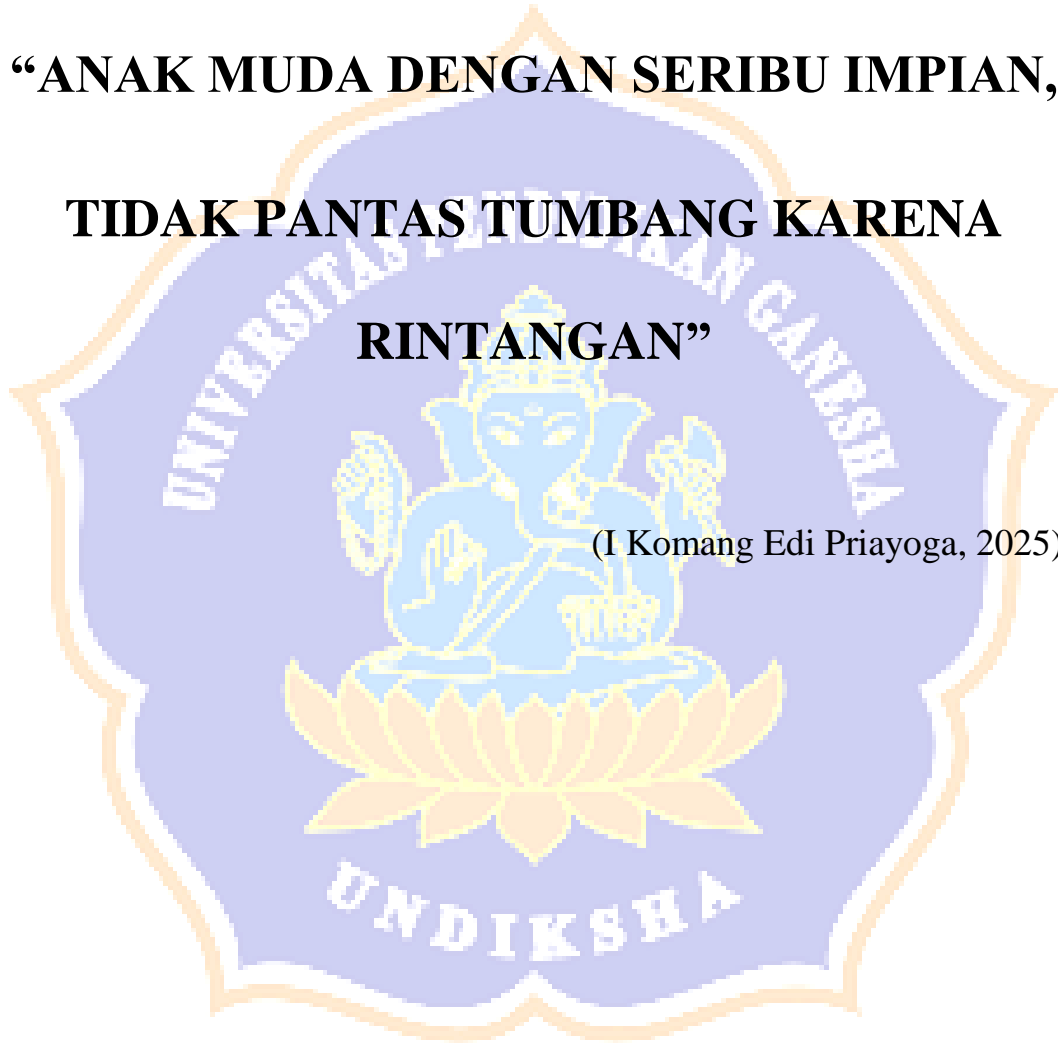 “ANAK MUDA DENGAN SERIBU IMPIAN,
TIDAK PANTAS TUMBANG KARENA
RINTANGAN”
(I Komang Edi Priayoga, 2025)
UNIVERSITAS PENDIDIKAN GANESHA
UNDIKSHA